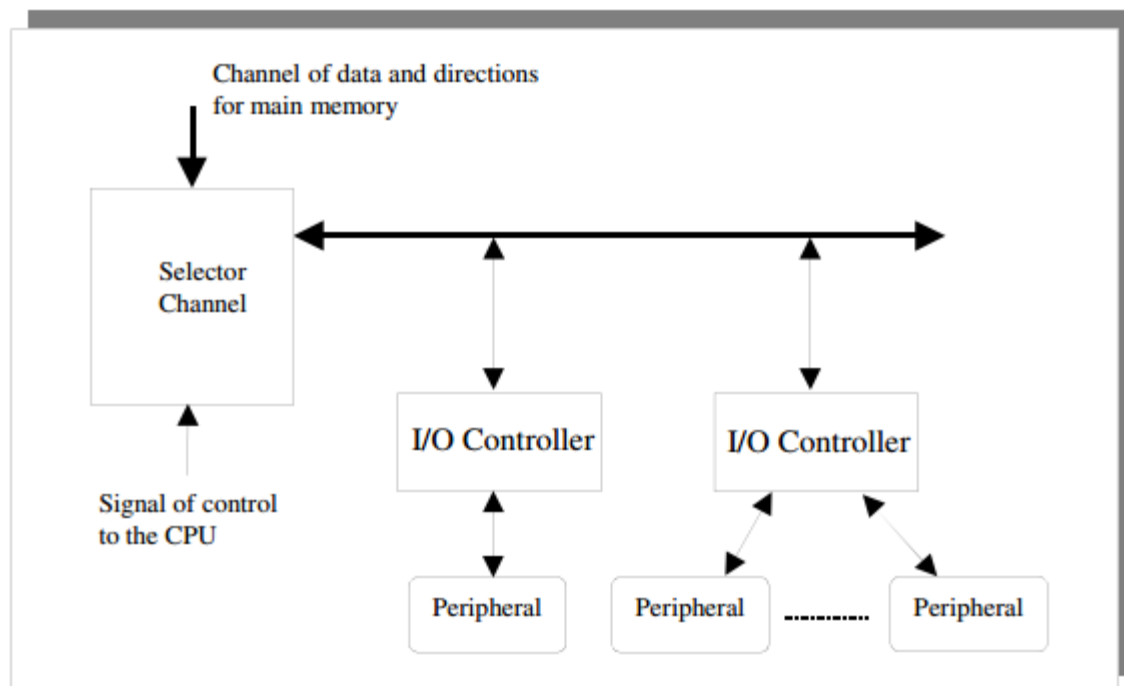 Channel of data and directions
for main memory
Selector
Channel
I/O Controller
I/O Controller
Signal of control
to the CPU
Peripheral
Peripheral
Peripheral